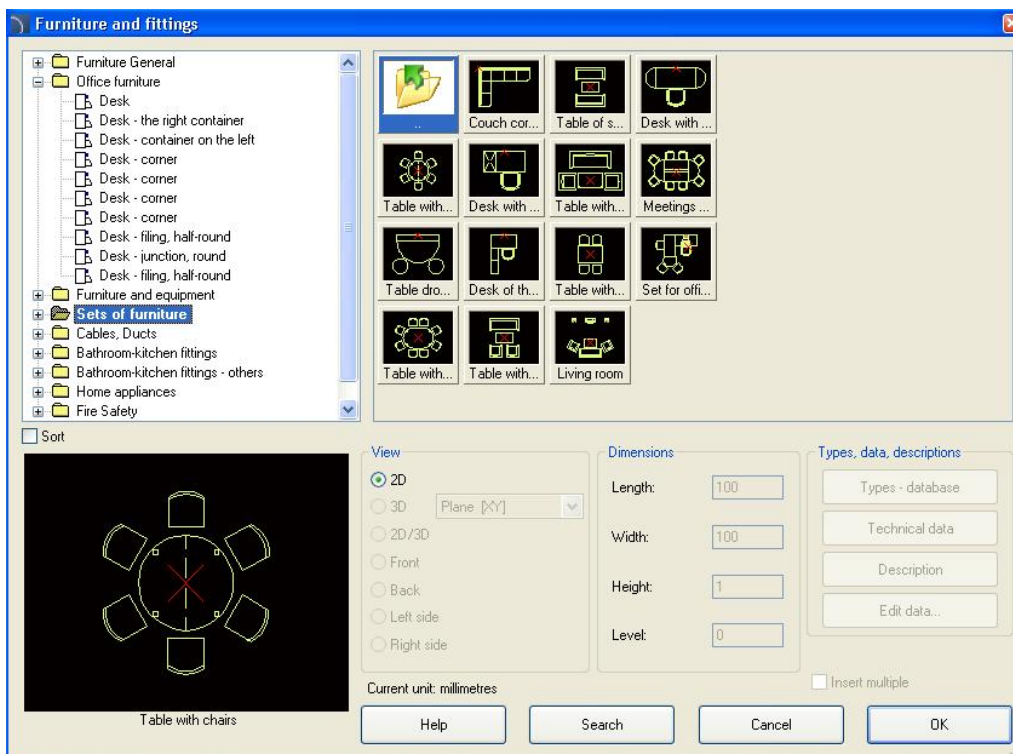 Furniture and fittings
Furniture General
Office furniture
Desk
Desk - the right container
Desk - container on the left
Desk - corner
Desk - corner
Desk - corner
Desk - corner
Desk - filing, half-round
Desk - junction, round
Desk - filing, half-round
Furniture and equipment
Sets of furniture
Cables, Ducts
Bathroom-kitchen fittings
Bathroom-kitchen fittings - others
Home appliances
Fire Safety
Sort
..
Couch cor...
Table of s...
Desk with ...
Table with...
Desk with ...
Table with...
Meetings ...
Table dro...
Desk of th...
Table with...
Set for offi...
Table with...
Table with...
Living room
Table with chairs
View
2D
3D Plane [XY]
2D/3D
Front
Back
Left side
Right side
Current unit: millimetres
Dimensions
Length: 100
Width: 100
Height: 1
Level: 0
Types, data, descriptions
Types - database
Technical data
Description
Edit data...
Insert multiple
Help
Search
Cancel
OK